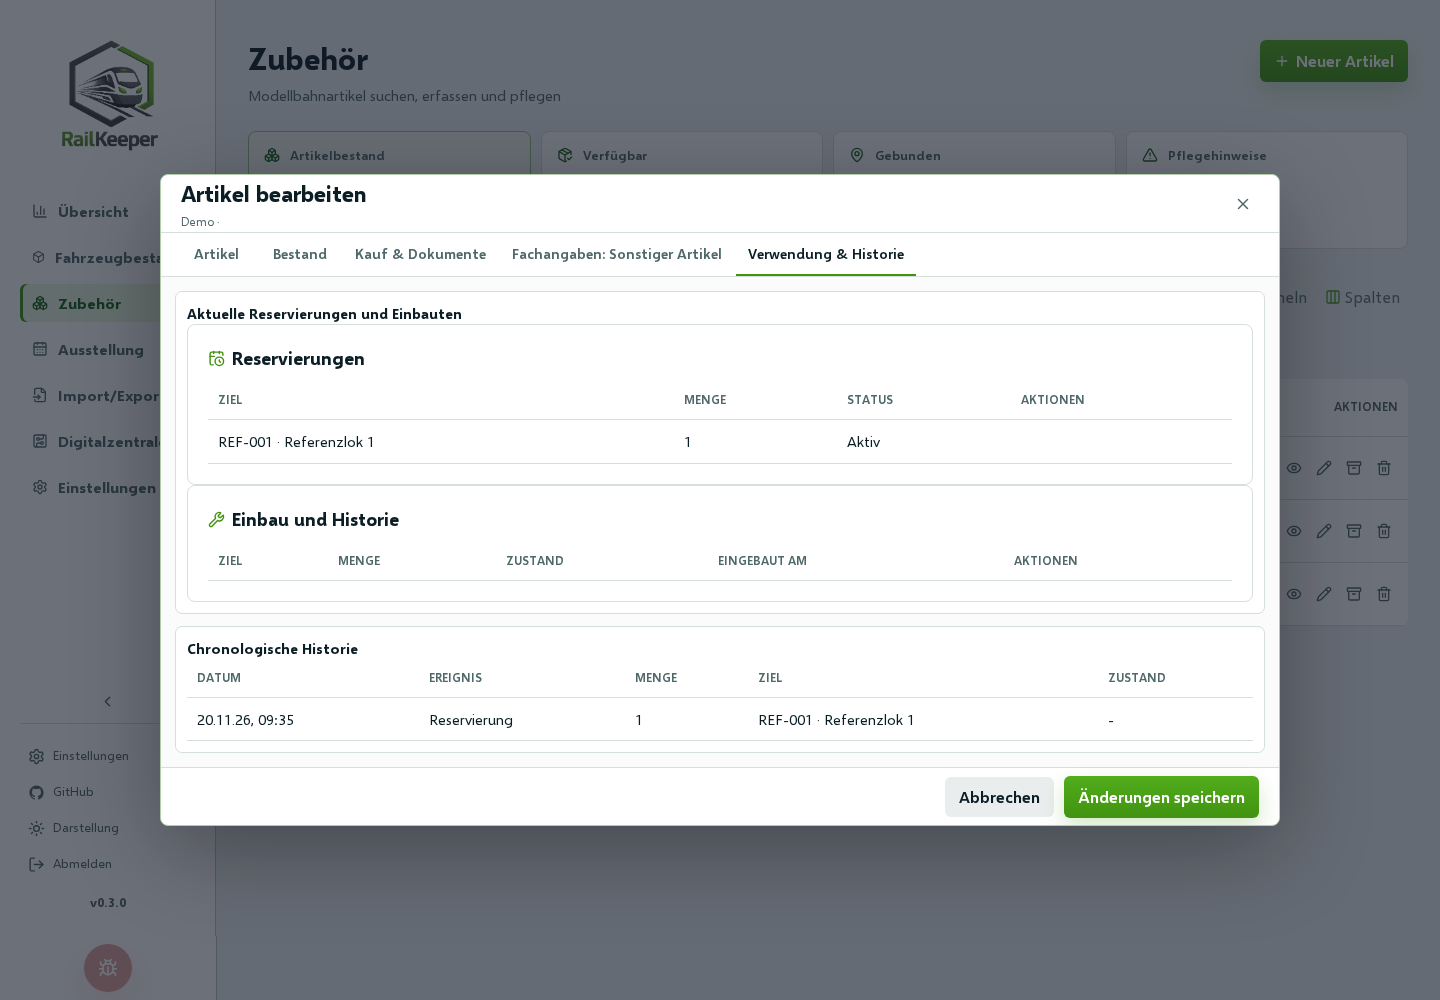 RailKeeper
Übersicht
Fahrzeugbesta
Zubehör
Ausstellung
Import/Expor
Digitalzentral
Einstellungen
Einstellungen
GitHub
Darstellung
Abmelden
v0.3.0
Zubehör
Modellbahnartikel suchen, erfassen und pflegen
+ Neuer Artikel
Artikelbestand
Verfügbar
Gebunden
Pflegehinweise
neln
Spalten
AKTIONEN
Artikel bearbeiten
Demo ·
Artikel
Bestand
Kauf & Dokumente
Fachangaben: Sonstiger Artikel
Verwendung & Historie
Aktuelle Reservierungen und Einbauten
Reservierungen
ZIEL MENGE STATUS AKTIONEN
REF-001 · Referenzlok 1 1 Aktiv
Einbau und Historie
ZIEL MENGE ZUSTAND EINGEBAUT AM AKTIONEN
Chronologische Historie
DATUM EREIGNIS MENGE ZIEL ZUSTAND
20.11.26, 09:35 Reservierung 1 REF-001 · Referenzlok 1 -
Abbrechen
Änderungen speichern